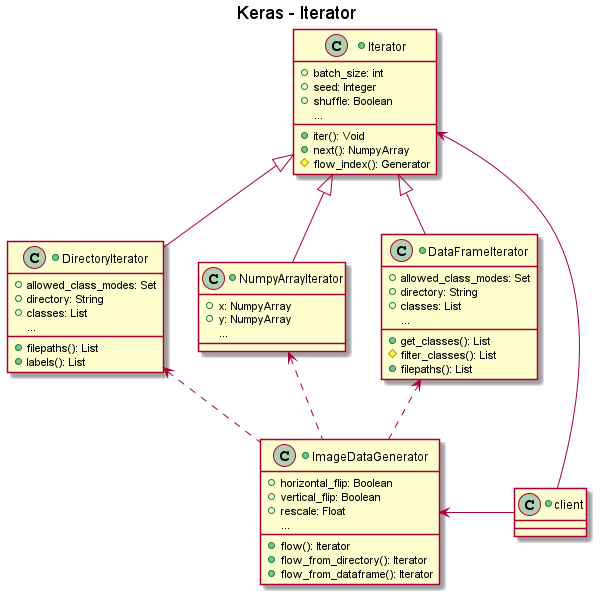 Keras - Iterator
C Iterator
batch_size: int
seed: Integer
shuffle: Boolean
...
iter(): Void
next(): NumpyArray
flow_index(): Generator
C DirectoryIterator
allowed_class_modes: Set
directory: String
classes: List
...
filepaths(): List
labels(): List
C NumpyArrayIterator
x: NumpyArray
y: NumpyArray
...
C DataFrameIterator
allowed_class_modes: Set
directory: String
classes: List
...
get_classes(): List
filter_classes(): List
filepaths(): List
C ImageDataGenerator
horizontal_flip: Boolean
vertical_flip: Boolean
rescale: Float
...
flow(): Iterator
flow_from_directory(): Iterator
flow_from_dataframe(): Iterator
C client